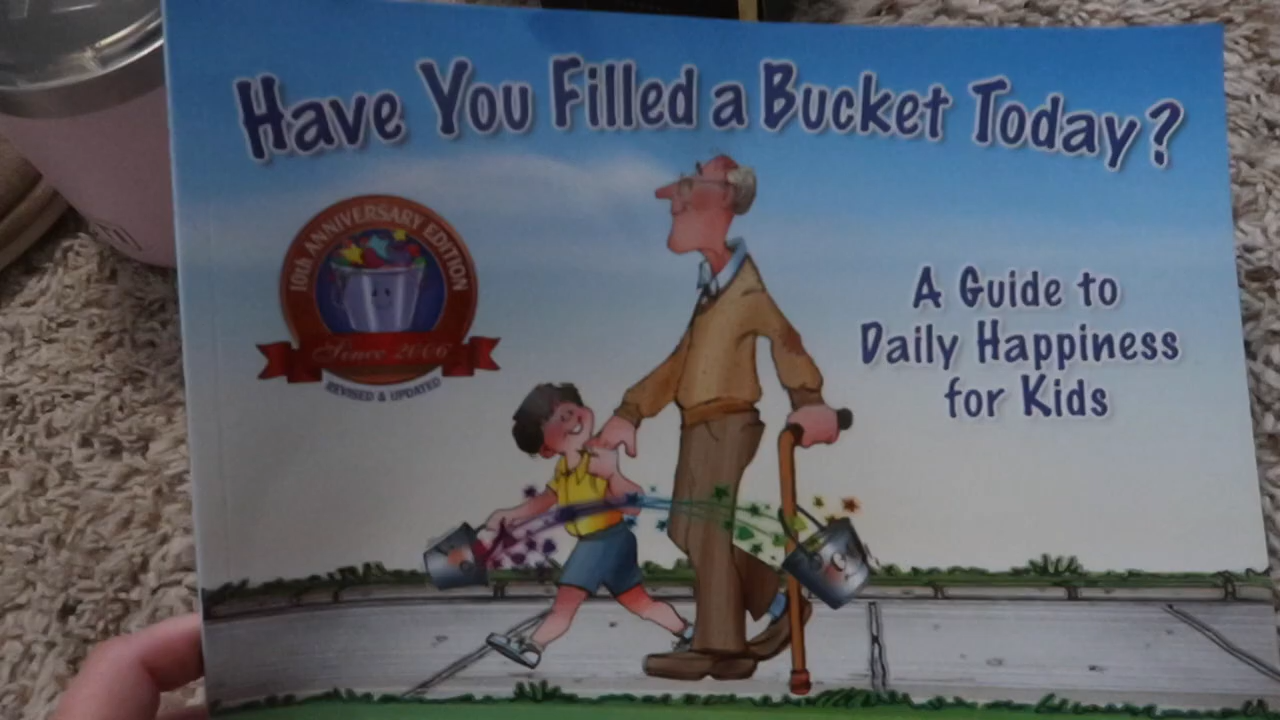 Have You Filled a Bucket Today?
10th ANNIVERSARY EDITION
Since 2006
REVISED & UPDATED
A Guide to
Daily Happiness
for Kids